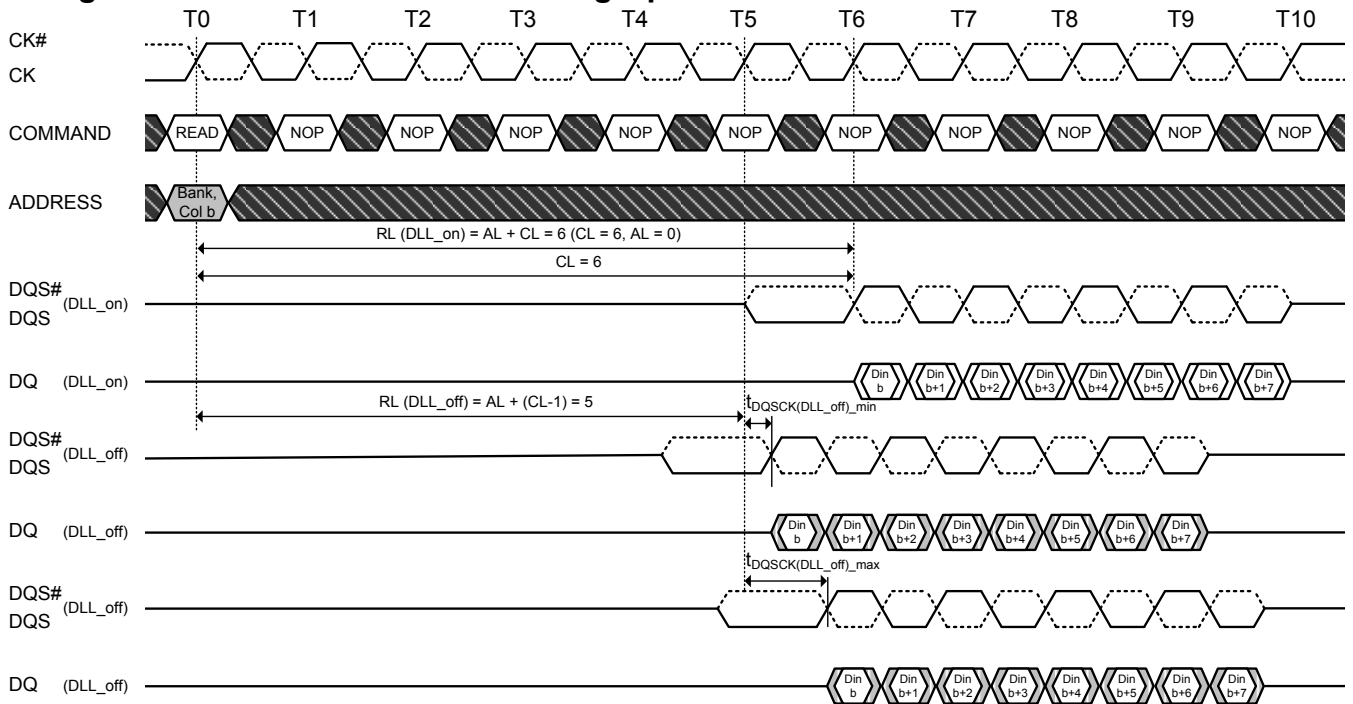 T0 T1 T2 T3 T4 T5 T6 T7 T8 T9 T10
CK#
CK
COMMAND READ NOP NOP NOP NOP NOP NOP NOP NOP NOP NOP
ADDRESS Bank, Col b
RL (DLL_on) = AL + CL = 6 (CL = 6, AL = 0)
CL = 6
DQS# (DLL_on)
DQS
DQ (DLL_on) Din b Din b+1 Din b+2 Din b+3 Din b+4 Din b+5 Din b+6 Din b+7
RL (DLL_off) = AL + (CL-1) = 5 tDQSCK(DLL_off)_min
DQS# (DLL_off)
DQS
DQ (DLL_off) Din b Din b+1 Din b+2 Din b+3 Din b+4 Din b+5 Din b+6 Din b+7
tDQSCK(DLL_off)_max
DQS# (DLL_off)
DQS
DQ (DLL_off) Din b Din b+1 Din b+2 Din b+3 Din b+4 Din b+5 Din b+6 Din b+7